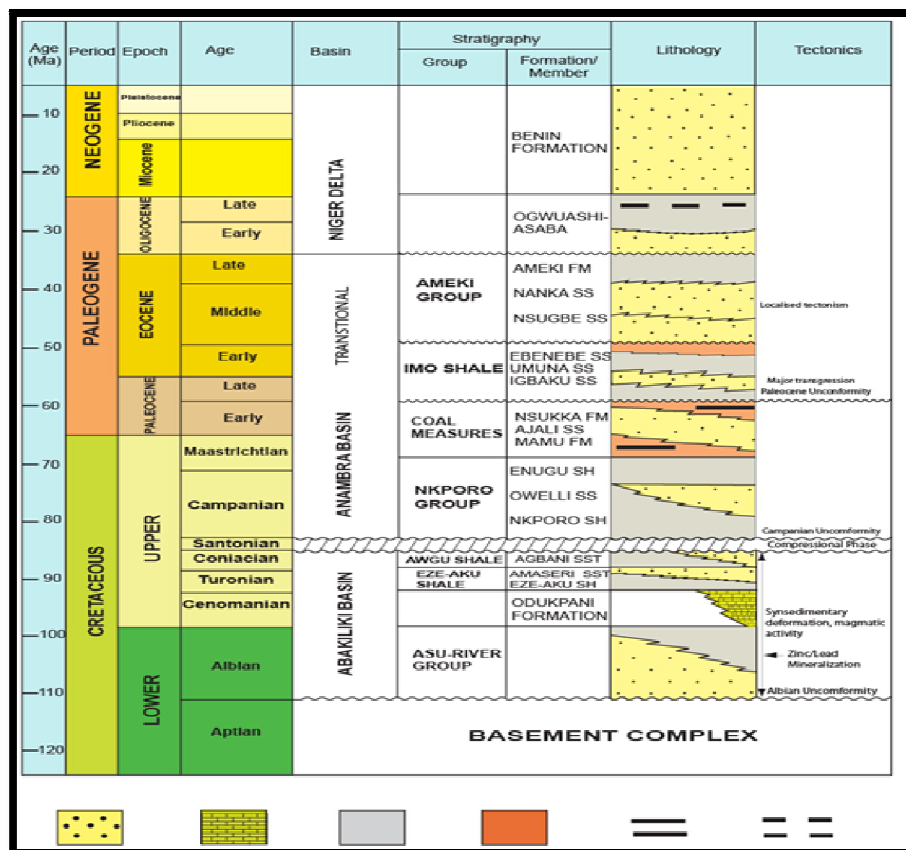 Age (Ma)
Period
Epoch
Age
Basin
Stratigraphy
Group
Formation/ Member
Lithology
Tectonics
10
20
30
40
50
60
70
80
90
100
110
120
NEOGENE
PALEOGENE
CRETACEOUS
Pleistocene
Pliocene
Miocene
OLIGOCENE
EOCENE
PALEOCENE
UPPER
LOWER
Late
Early
Late
Middle
Early
Late
Early
Maastrichtian
Campanian
Santonian
Coniacian
Turonian
Cenomanian
Albian
Aptian
NIGER DELTA
TRANSTIONAL
ANAMBRA BASIN
ABAKILIKI BASIN
AMEKI
GROUP
IMO SHALE
COAL
MEASURES
NKPORO
GROUP
AWGU SHALE
EZE-AKU
SHALE
ASU-RIVER
GROUP
BENIN
FORMATION
OGWUASHI-
ASABA
AMEKI FM
NANKA SS
NSUGBE SS
EBENEBE SS
UMUNA SS
IGBAKU SS
NSUKKA FM
AJALI SS
MAMU FM
ENUGU SH
OWELLI SS
NKPORO SH
AGBANI SST
AMASERI SST
EZE-AKU SH
ODUKPANI
FORMATION
Localised tectonism
Major transgression
Paleocene Unconformity
Campanian Uncomformity
Compressional Phase
Synsedimentary
deformation, magmatic
activity
Zinc/Lead
Mineralization
Albian Uncomformity
BASEMENT COMPLEX